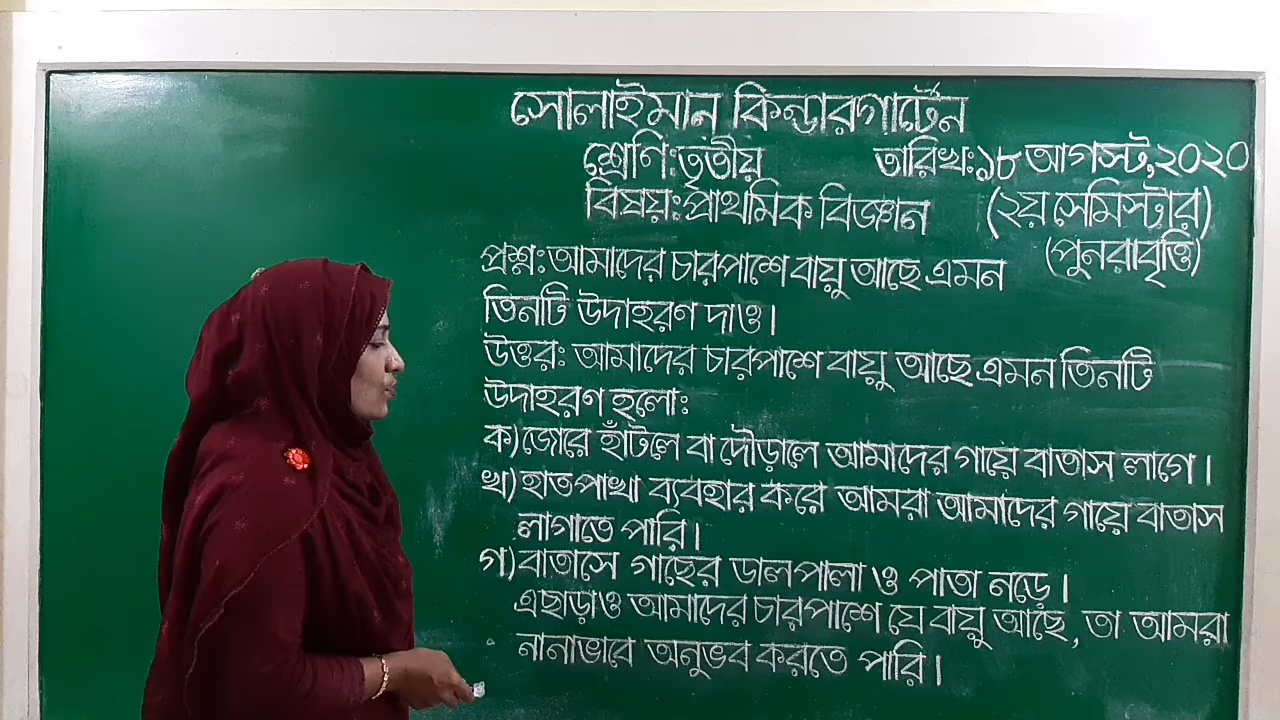 সোলাইমান কিন্ডারগার্টেন
শ্রেণি:তৃতীয় তারিখ:১৮ আগস্ট,২০২০
বিষয়:প্রাথমিক বিজ্ঞান (২য় সেমিস্টার)
(পুনরাবৃত্তি)
প্রশ্ন: আমাদের চারপাশে বায়ু আছে এমন
তিনটি উদাহরণ দাও।
উত্তর: আমাদের চারপাশে বায়ু আছে এমন তিনটি
উদাহরণ হলো:
ক) জোরে হাঁটলে বা দৌড়ালে আমাদের গায়ে বাতাস লাগে।
খ) হাতপাখা ব্যবহার করে আমরা আমাদের গায়ে বাতাস
লাগাতে পারি।
গ) বাতাসে গাছের ডালপালা ও পাতা নড়ে।
এছাড়াও আমাদের চারপাশে যে বায়ু আছে, তা আমরা
নানাভাবে অনুভব করতে পারি।